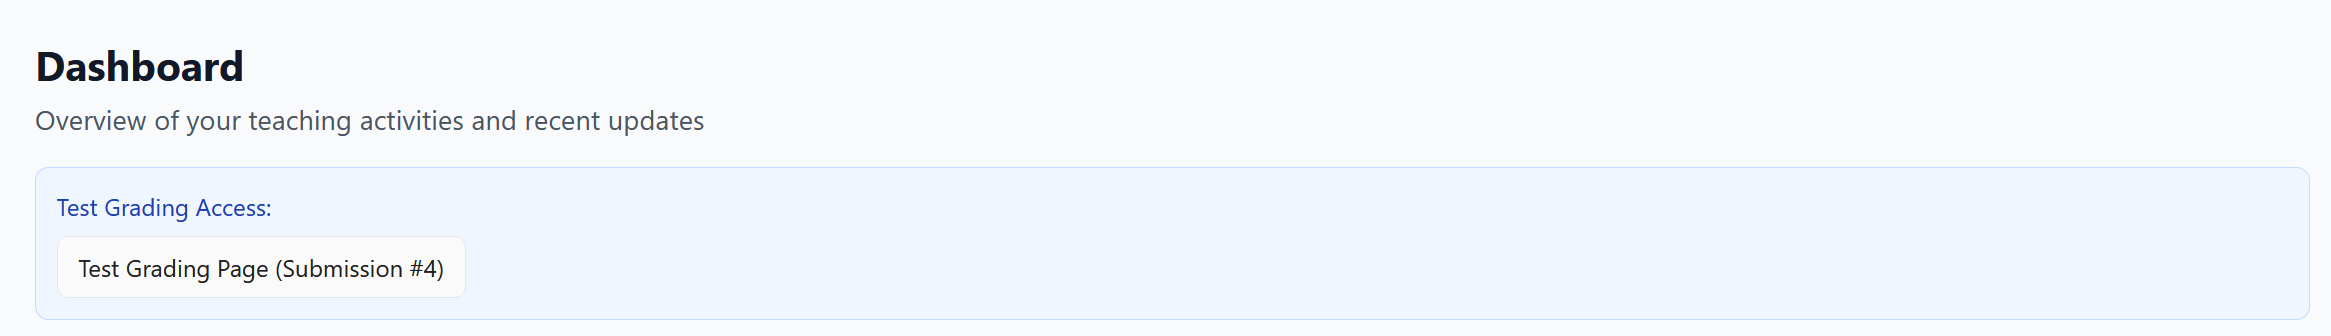 Dashboard
Overview of your teaching activities and recent updates
Test Grading Access:
Test Grading Page (Submission #4)